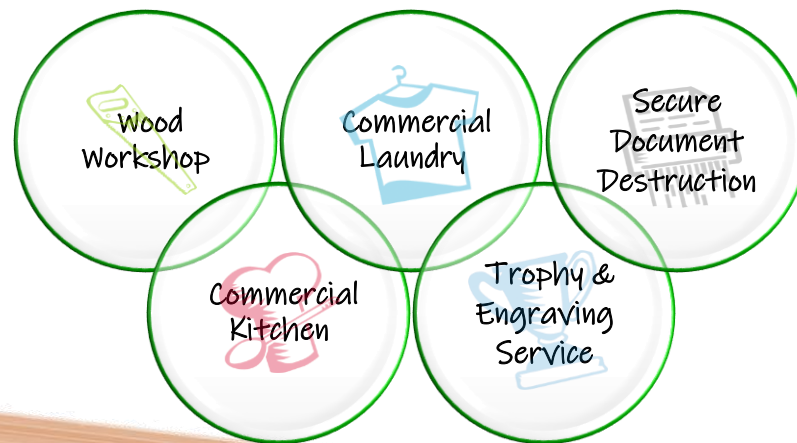 Wood
Workshop
Commercial
Laundry
Secure
Document
Destruction
Commercial
Kitchen
Trophy &
Engraving
Service